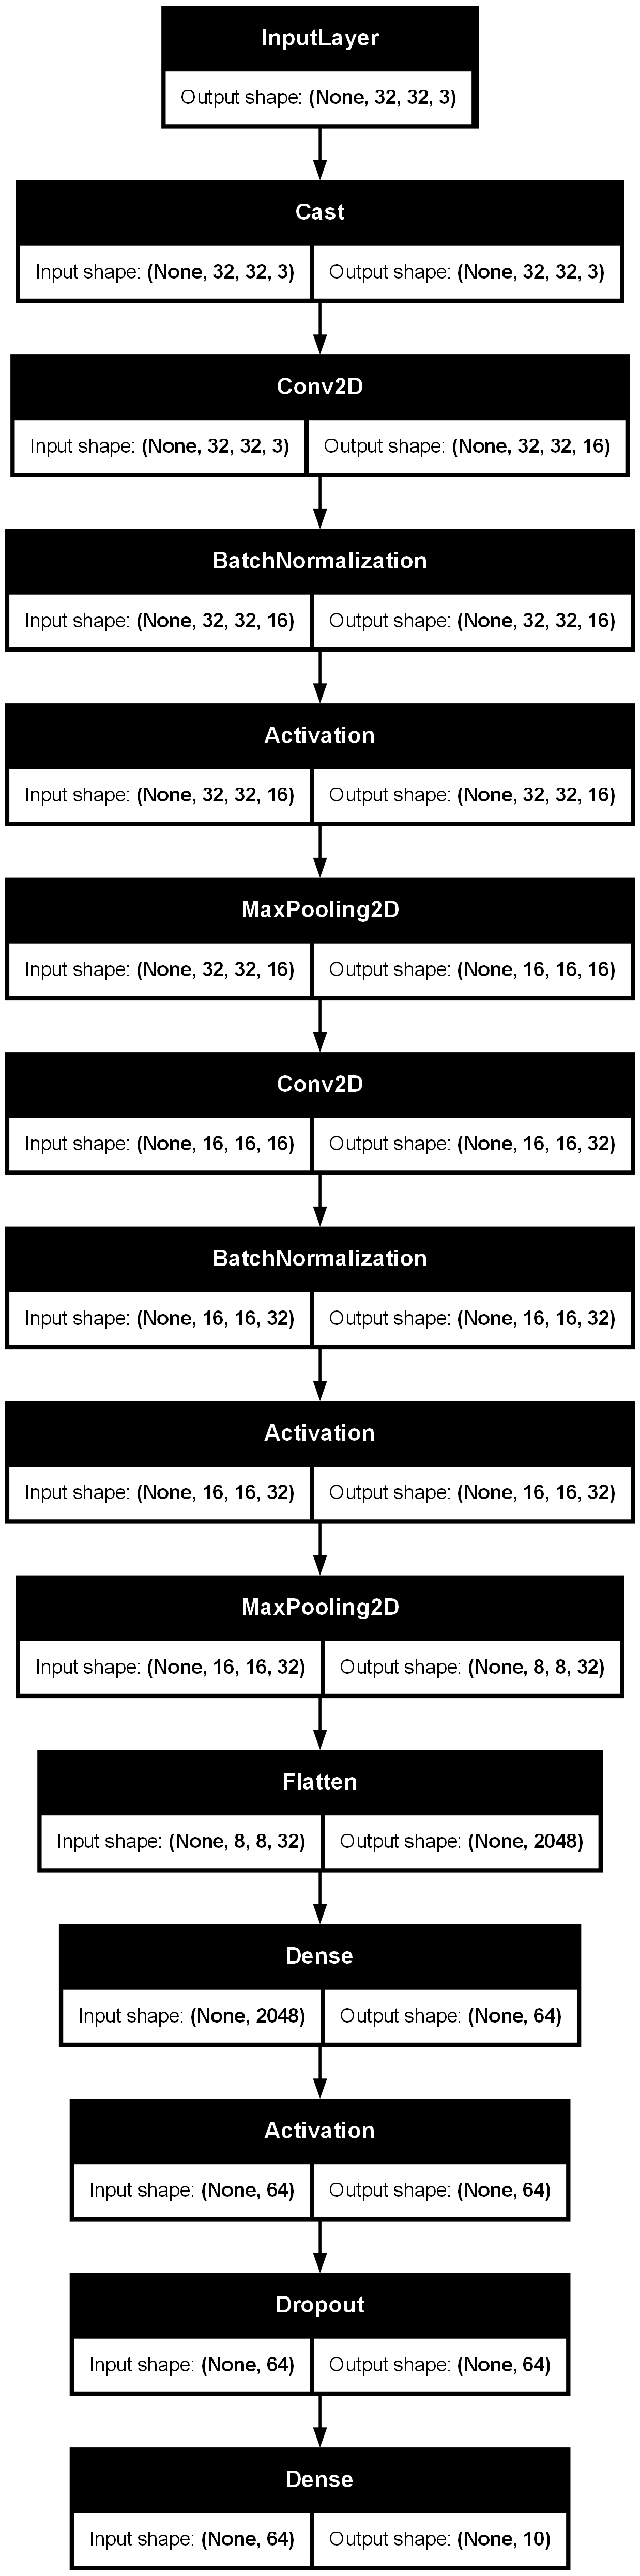 InputLayer
Output shape: (None, 32, 32, 3)
Cast
Input shape: (None, 32, 32, 3) Output shape: (None, 32, 32, 3)
Conv2D
Input shape: (None, 32, 32, 3) Output shape: (None, 32, 32, 16)
BatchNormalization
Input shape: (None, 32, 32, 16) Output shape: (None, 32, 32, 16)
Activation
Input shape: (None, 32, 32, 16) Output shape: (None, 32, 32, 16)
MaxPooling2D
Input shape: (None, 32, 32, 16) Output shape: (None, 16, 16, 16)
Conv2D
Input shape: (None, 16, 16, 16) Output shape: (None, 16, 16, 32)
BatchNormalization
Input shape: (None, 16, 16, 32) Output shape: (None, 16, 16, 32)
Activation
Input shape: (None, 16, 16, 32) Output shape: (None, 16, 16, 32)
MaxPooling2D
Input shape: (None, 16, 16, 32) Output shape: (None, 8, 8, 32)
Flatten
Input shape: (None, 8, 8, 32) Output shape: (None, 2048)
Dense
Input shape: (None, 2048) Output shape: (None, 64)
Activation
Input shape: (None, 64) Output shape: (None, 64)
Dropout
Input shape: (None, 64) Output shape: (None, 64)
Dense
Input shape: (None, 64) Output shape: (None, 10)